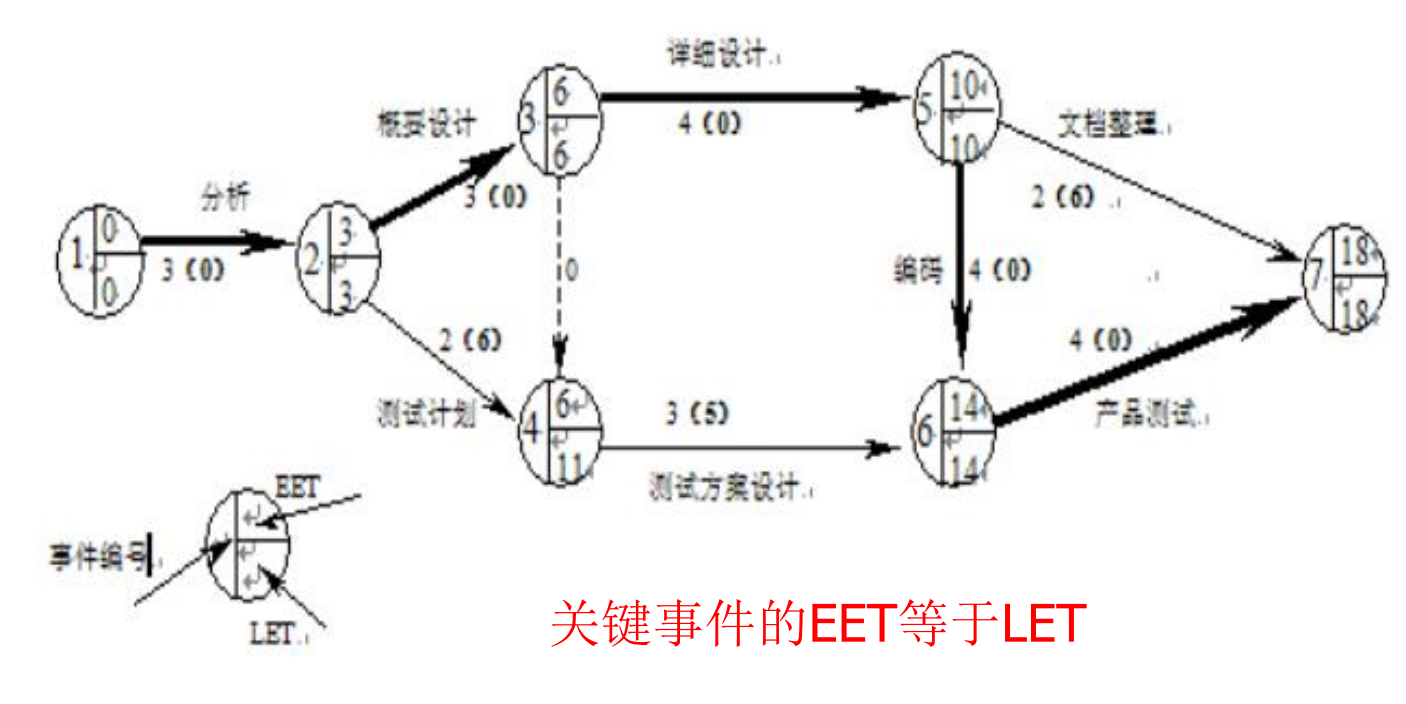 详细设计
6
3
6
4（0）
10
5
10
概要设计
3（0）
文档整理
2（6）
分析
0
1
0
3（0）
3
2
3
0
编码
4（0）
18
7
18
2（6）
4（0）
测试计划
6
4
11
3（5）
14
6
14
产品测试
测试方案设计
EET
事件编号
LET
关键事件的EET等于LET